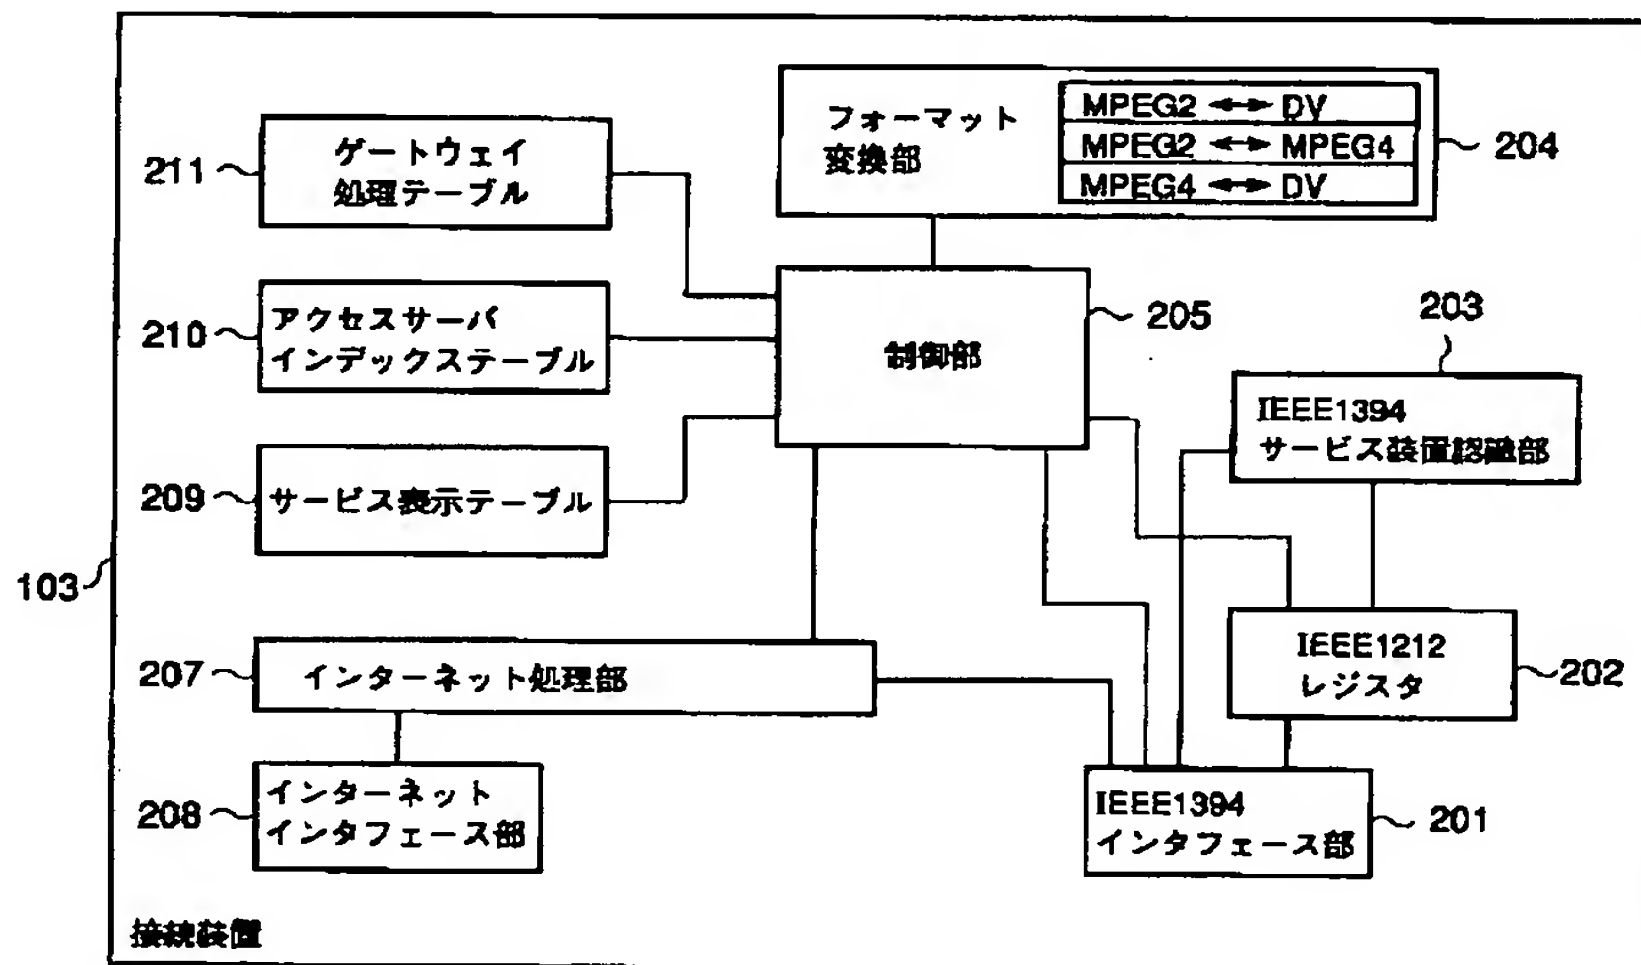 フォーマット
変換部
MPEG2 ↔ DV
MPEG2 ↔ MPEG4
MPEG4 ↔ DV
204
211
ゲートウェイ
処理テーブル
210
アクセスサーバ
インデックステーブル
制御部
205
203
IEEE1394
サービス装置認識部
209
サービス表示テーブル
103
207
インターネット処理部
IEEE1212
レジスタ
202
208
インターネット
インタフェース部
IEEE1394
インタフェース部
201
接続装置